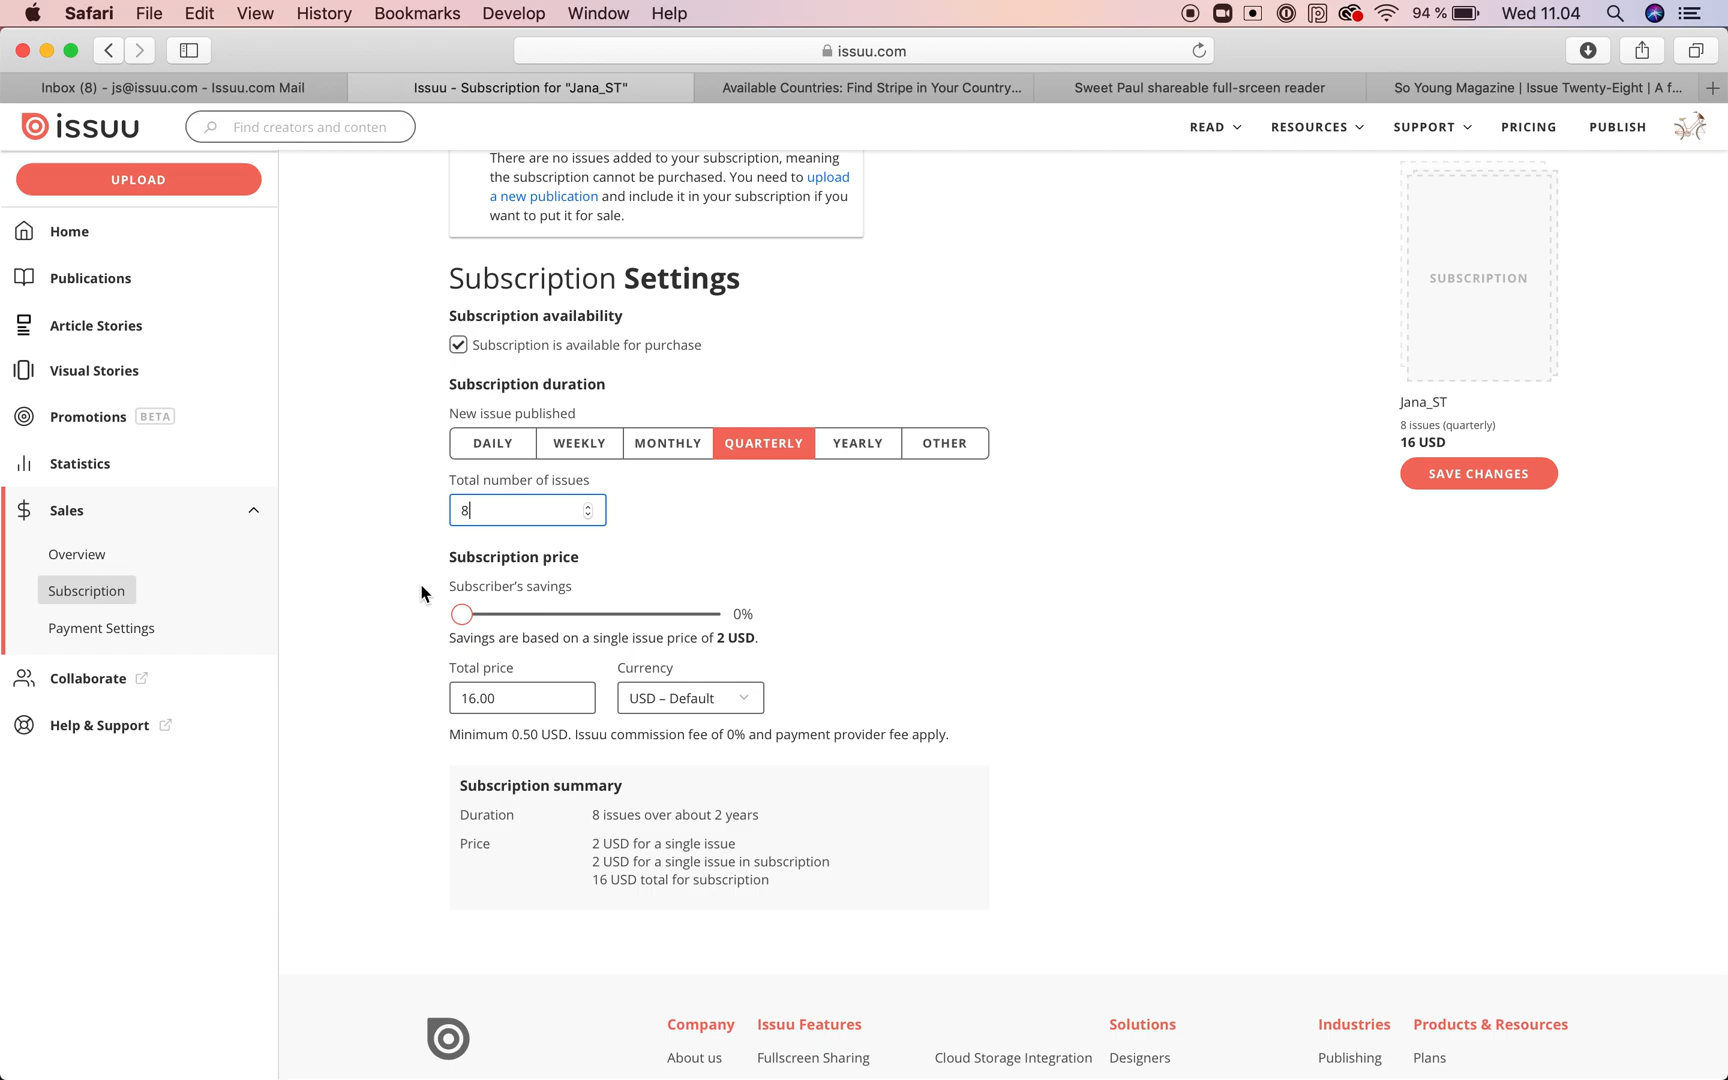 Safari File Edit View History Bookmarks Develop Window Help 94 % Wed 11.04
issuu.com
Inbox (8) - js@issuu.com - Issuu.com Mail
Issuu - Subscription for "Jana_ST"
Available Countries: Find Stripe in Your Country...
Sweet Paul shareable full-srceen reader
So Young Magazine | Issue Twenty-Eight | A f...
issuu
Find creators and conten
READ RESOURCES SUPPORT PRICING PUBLISH
UPLOAD
Home
Publications
Article Stories
Visual Stories
Promotions BETA
Statistics
Sales
Overview
Subscription
Payment Settings
Collaborate
Help & Support
There are no issues added to your subscription, meaning
the subscription cannot be purchased. You need to upload
a new publication and include it in your subscription if you
want to put it for sale.
Subscription Settings
Subscription availability
Subscription is available for purchase
Subscription duration
New issue published
DAILY WEEKLY MONTHLY QUARTERLY YEARLY OTHER
Total number of issues
8
Subscription price
Subscriber's savings
0%
Savings are based on a single issue price of 2 USD.
Total price Currency
16.00 USD – Default
Minimum 0.50 USD. Issuu commission fee of 0% and payment provider fee apply.
Subscription summary
Duration 8 issues over about 2 years
Price 2 USD for a single issue
2 USD for a single issue in subscription
16 USD total for subscription
SUBSCRIPTION
Jana_ST
8 issues (quarterly)
16 USD
SAVE CHANGES
Company Issuu Features Solutions Industries Products & Resources
About us Fullscreen Sharing Cloud Storage Integration Designers Publishing Plans